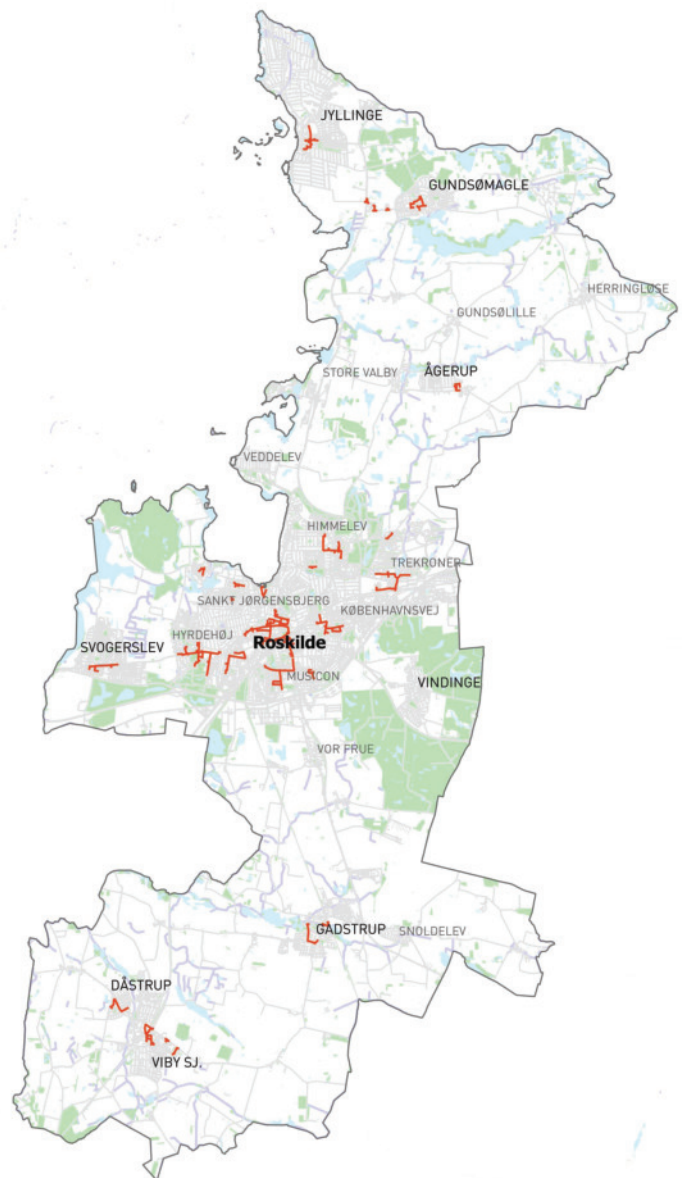 JYLLINGE
GUNDSØMAGLE
HERRINGLØSE
GUNDSØLILLE
STORE VALBY
ÅGERUP
VEDDELEV
HIMMELEV
TREKRONER
SANKT JØRGENSBJERG
KØBENHAVNSVEJ
HYRDEHØJ
Roskilde
SVOGERSLEV
MUSICON
VINDINGE
VOR FRUE
GADSTRUP
SNOLDELEV
DÅSTRUP
VIBY SJ.